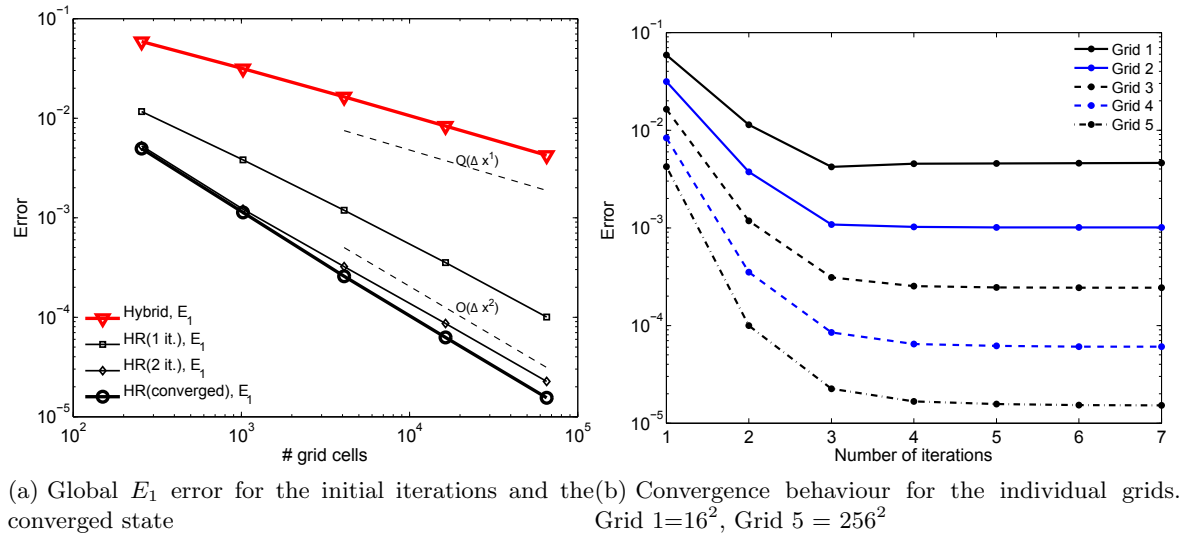 10^-1
10^-2
10^-3
10^-4
10^-5
Error
10^2
10^3
10^4
10^5
# grid cells
O(Δ x^1)
O(Δ x^2)
Hybrid, E_1
HR(1 it.), E_1
HR(2 it.), E_1
HR(converged), E_1
10^-1
10^-2
10^-3
10^-4
10^-5
Error
1 2 3 4 5 6 7
Number of iterations
Grid 1
Grid 2
Grid 3
Grid 4
Grid 5
(a) Global E_1 error for the initial iterations and the
converged state
(b) Convergence behaviour for the individual grids.
Grid 1=16^2, Grid 5 = 256^2